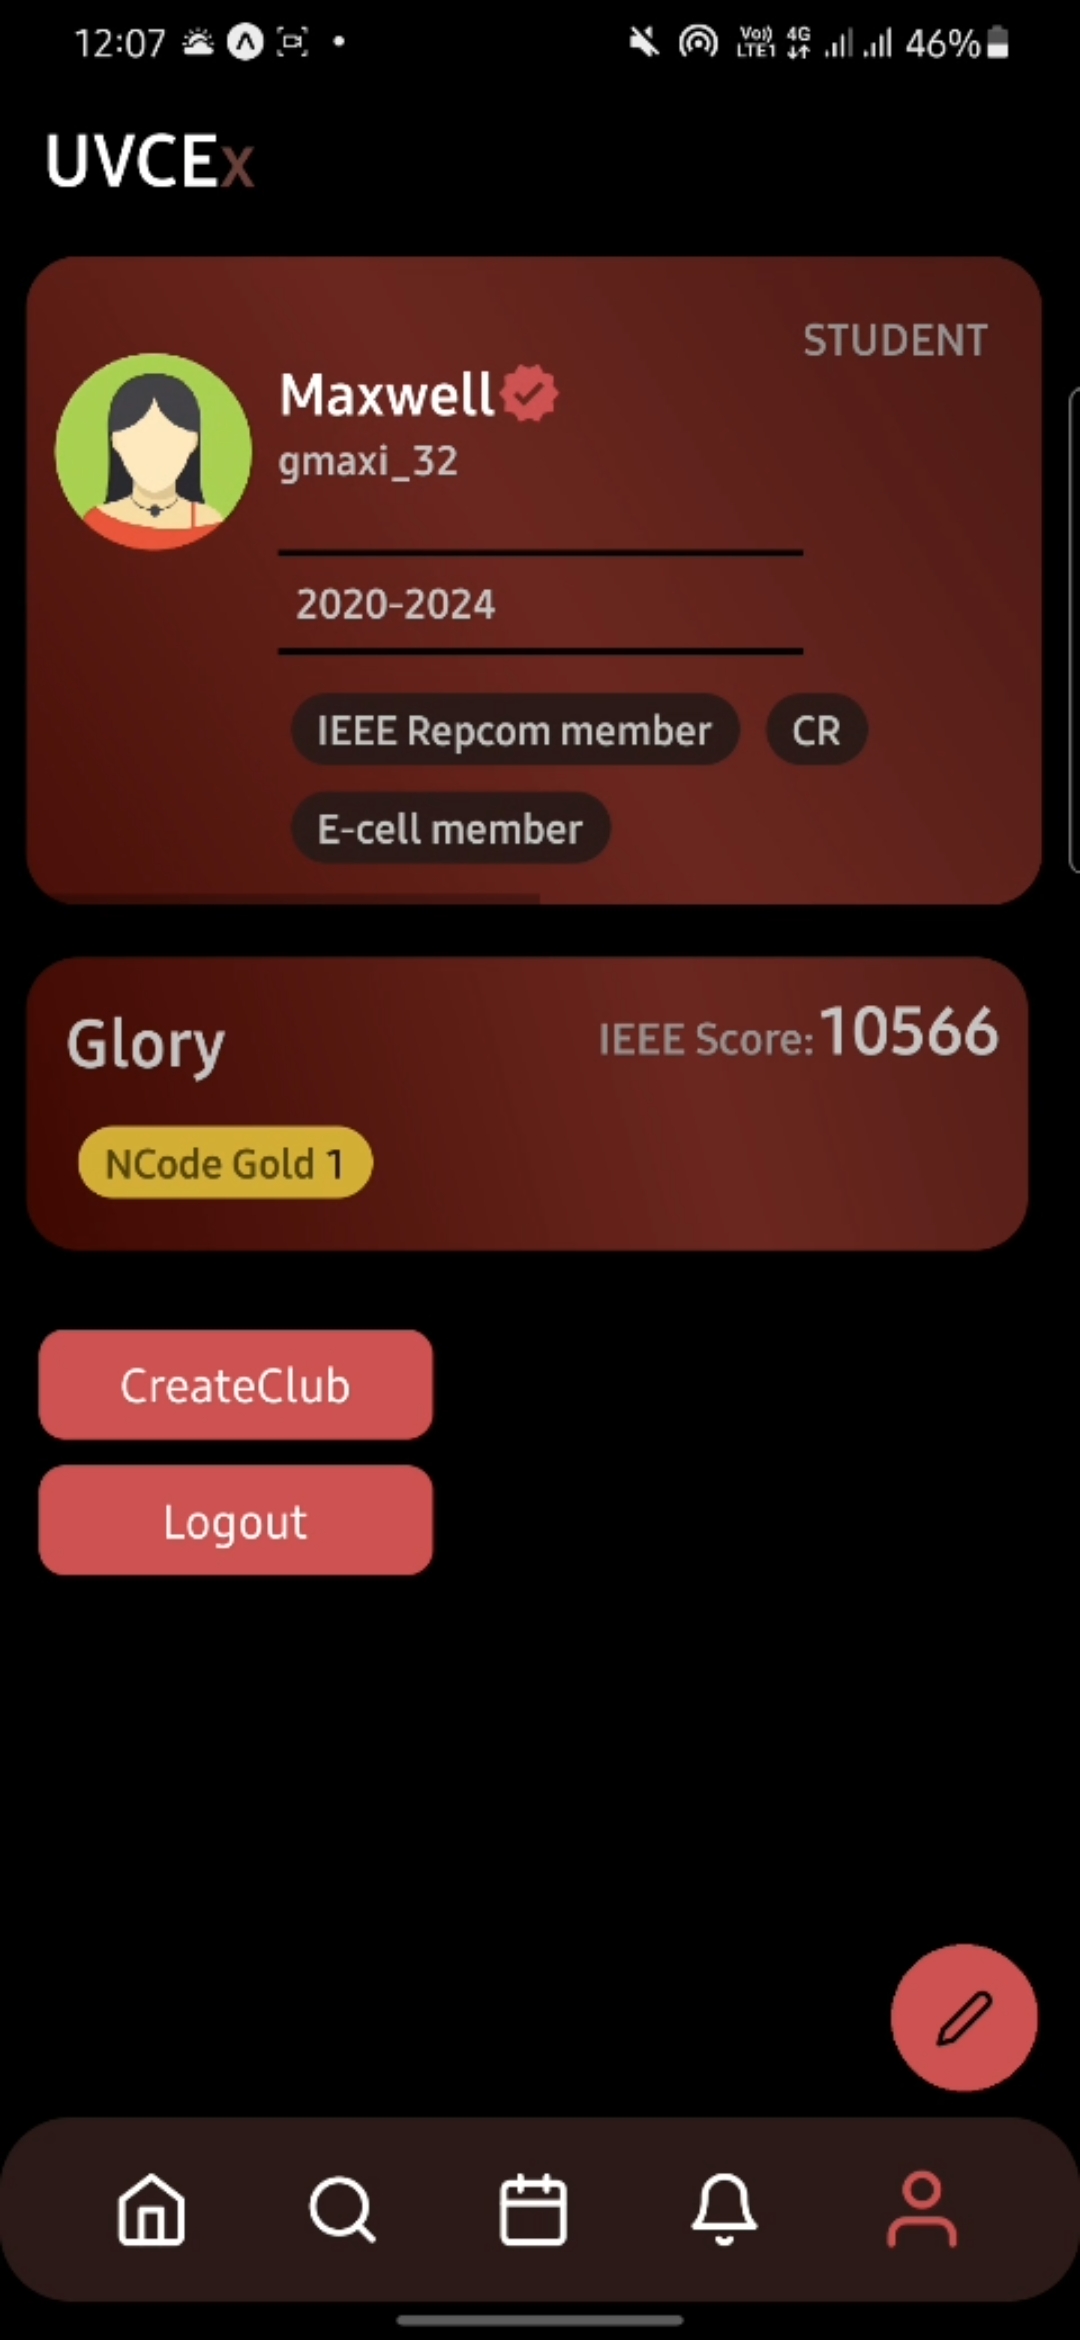 12:07 Vo)) LTE1 4G 46%
UVCEx
STUDENT
Maxwell
gmaxi_32
2020-2024
IEEE Repcom member CR
E-cell member
Glory IEEE Score: 10566
NCode Gold 1
CreateClub
Logout